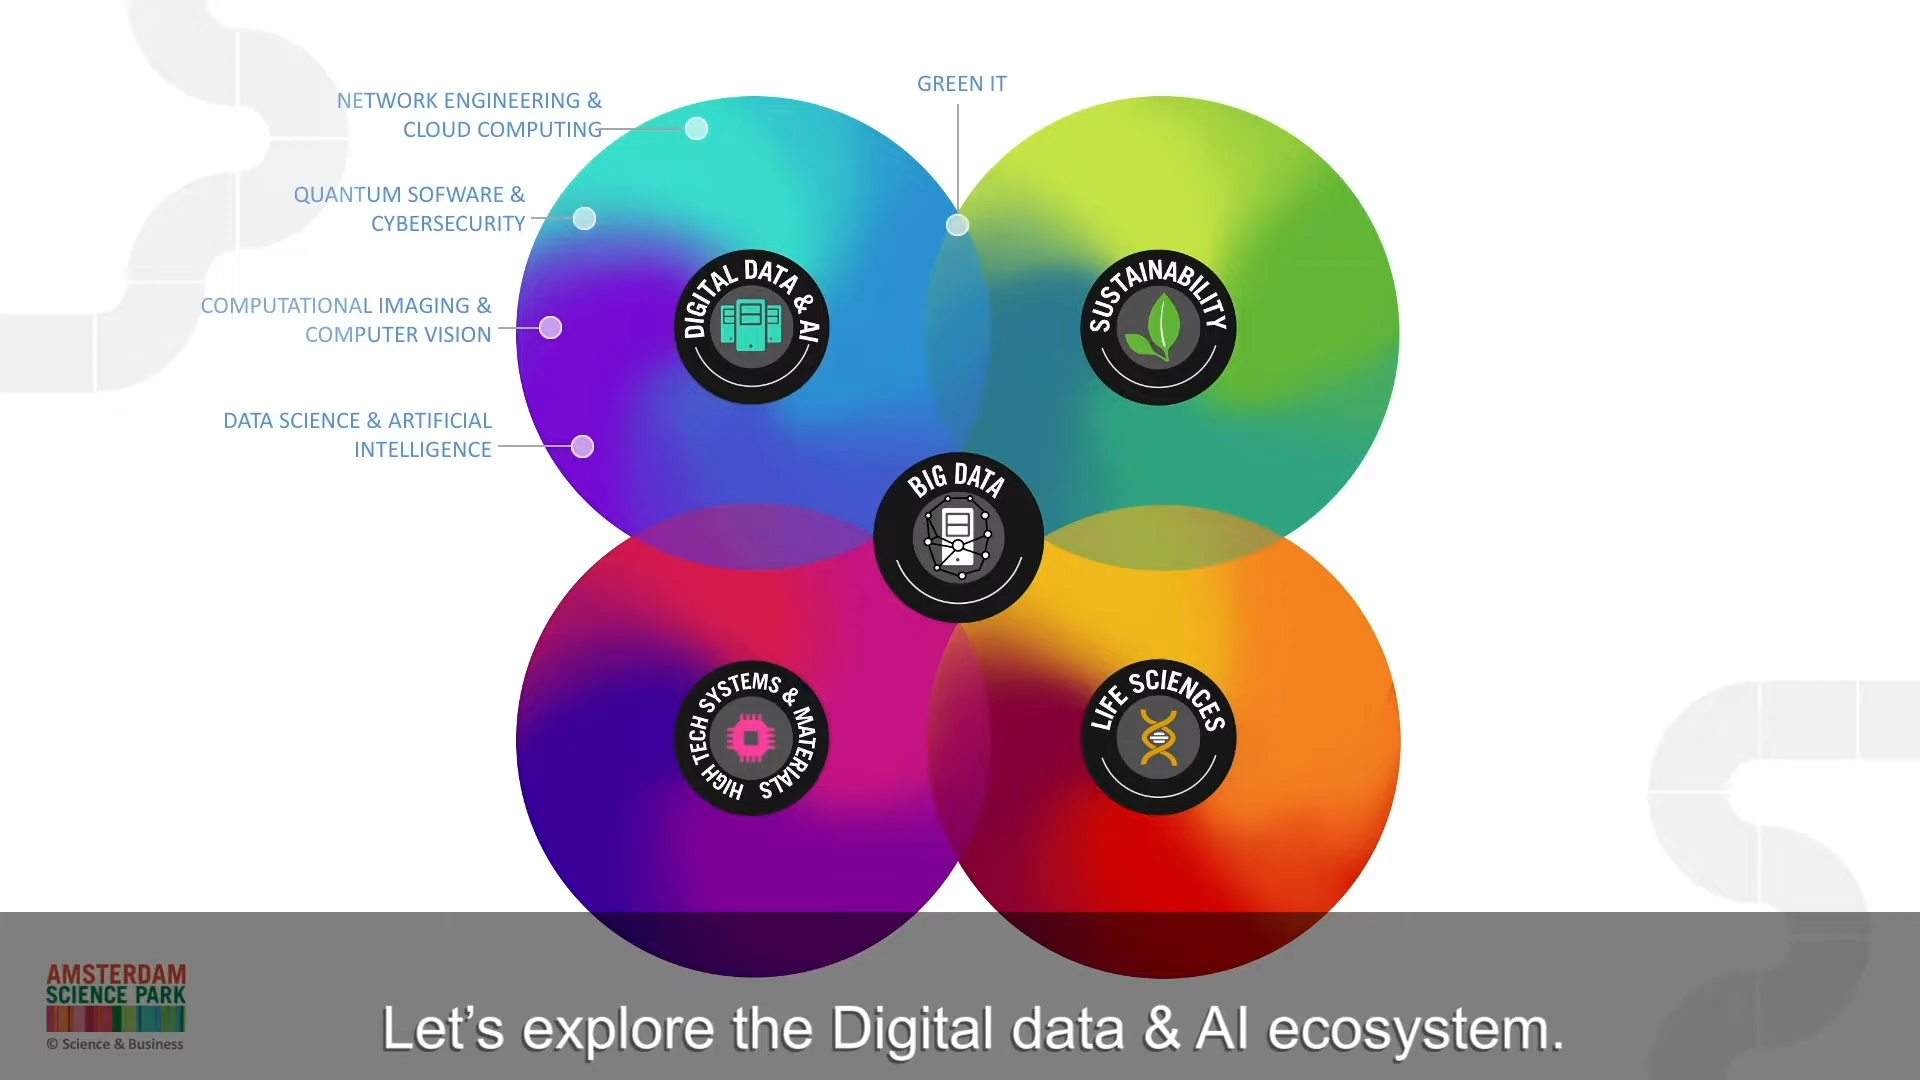 GREEN IT
NETWORK ENGINEERING &
CLOUD COMPUTING
QUANTUM SOFWARE &
CYBERSECURITY
COMPUTATIONAL IMAGING &
COMPUTER VISION
DATA SCIENCE & ARTIFICIAL
INTELLIGENCE
DIGITAL DATA & AI
SUSTAINABILITY
BIG DATA
HIGH TECH SYSTEMS & MATERIALS
LIFE SCIENCES
AMSTERDAM
SCIENCE PARK
© Science & Business
Let’s explore the Digital data & AI ecosystem.